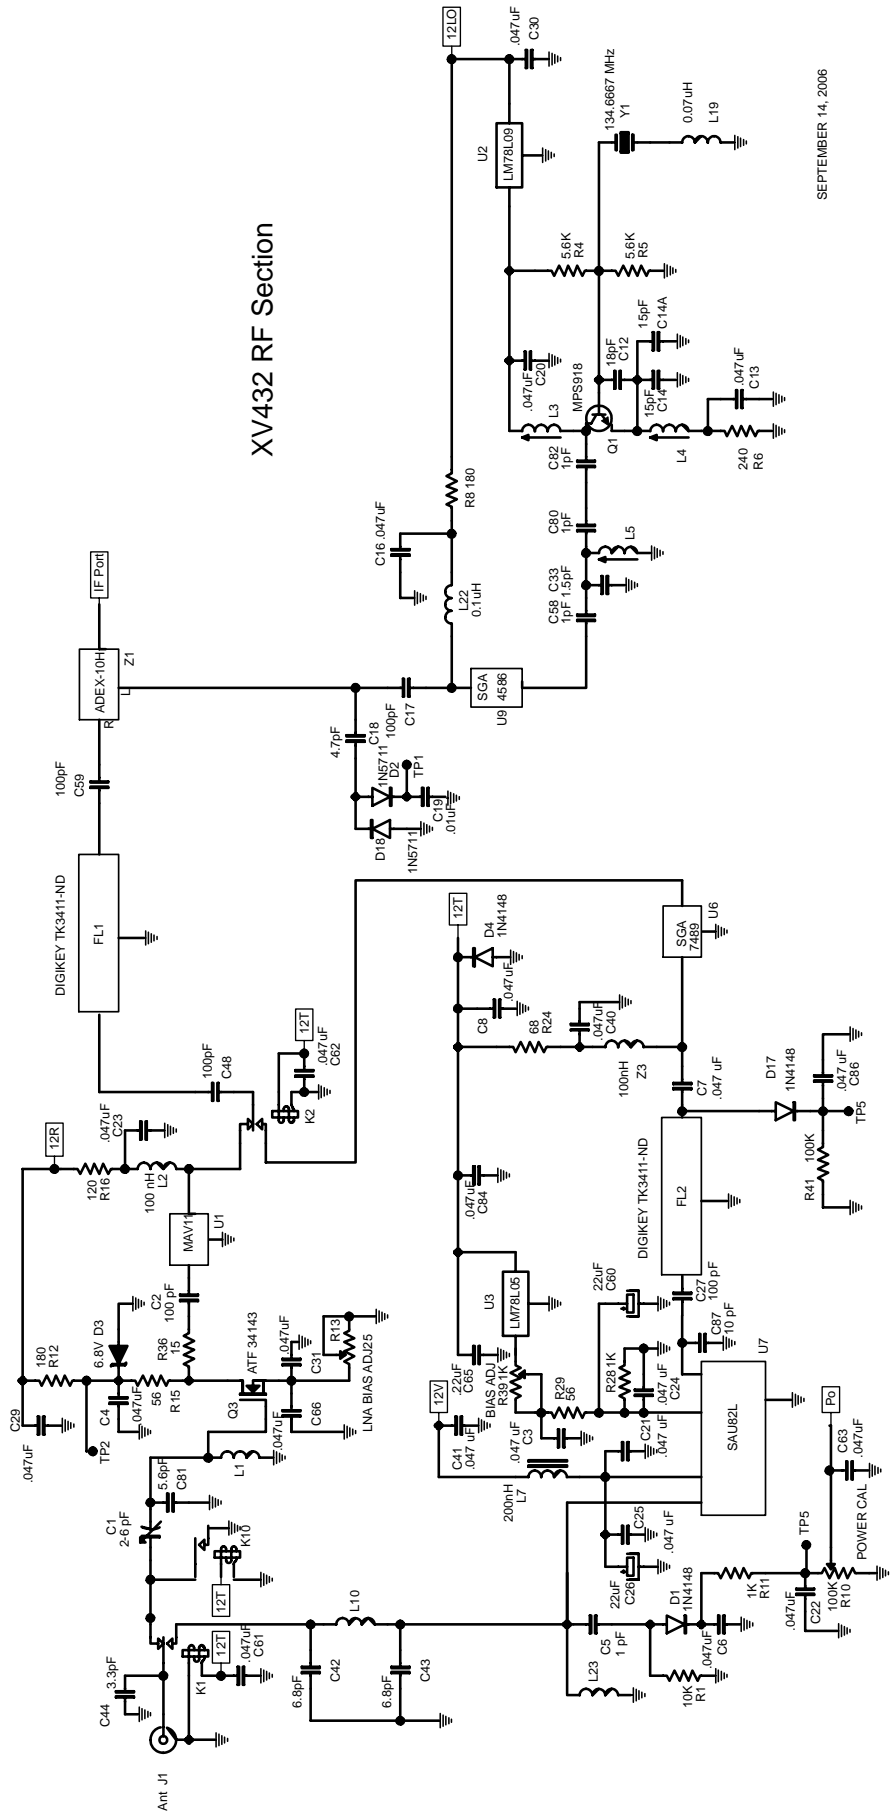 XV432 RF Section
SEPTEMBER 14, 2006
Ant J1
C44
3.3pF
K1
12T
.047uF
C61
12T
K10
C1
2-6 pF
5.6pF
C81
L1
.047uF
C29
TP2
180
R12
C4
.047uF
6.8V D3
56
R15
R36
15
C2
100 pF
Q3
ATF 34143
.047uF
C66
.047uF
C31
R13
LNA BIAS ADJ25
MAV11
U1
12R
120
R16
.047uF
C23
100 nH
L2
K2
12T
.047uF
C62
100pF
C48
DIGIKEY TK3411-ND
FL1
100pF
C59
ADEX-10H
R
L
Z1
IF Port
4.7pF
C18
100pF
C17
1N5711
D2
TP1
D18
1N5711
C19
.01uF
C16 .047uF
L22
0.1uH
R8 180
12LO
.047uF
C30
U2
LM78L09
134.6667 MHz
Y1
0.07uH
L19
5.6K
R4
5.6K
R5
.047uF
C20
L3
MPS918
Q1
18pF
C12
15pF
C14
15pF
C14A
L4
.047uF
C13
240
R6
C82
1pF
C80
1pF
L5
C33
1.5pF
C58
1pF
SGA
4586
U9
6.8pF
C42
L10
6.8pF
C43
L23
C5
1 pF
10K
R1
D1
1N4148
.047uF
C6
1K
R11
.047uF
C22
TP5
100K
R10
POWER CAL
Po
C63
.047uF
12V
C41
.047 uF
200nH
L7
22uF
C26
C25
.047 uF
C21
.047 uF
.22uF
C65
BIAS ADJ
R39 1K
.047 uF
C3
R29
56
R28 1K
.047 uF
C24
22uF
C60
U3
LM78L05
.047uF
C84
12T
D4
1N4148
C8
.047uF
68
R24
.047uF
C40
100nH
Z3
SGA
7489
U6
C7
.047 uF
DIGIKEY TK3411-ND
FL2
C27
100 pF
C87
10 pF
SAU82L
U7
D17
1N4148
.047 uF
C86
TP5
100K
R41